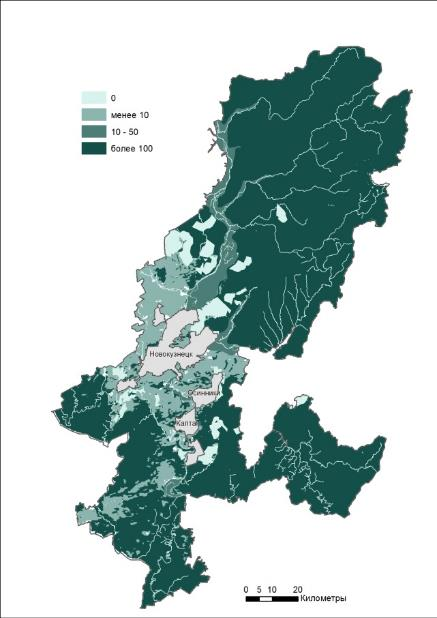 0
менее 10
10 - 50
более 100
Новокузнецк
Осинники
Калтан
0 5 10 20
Километры